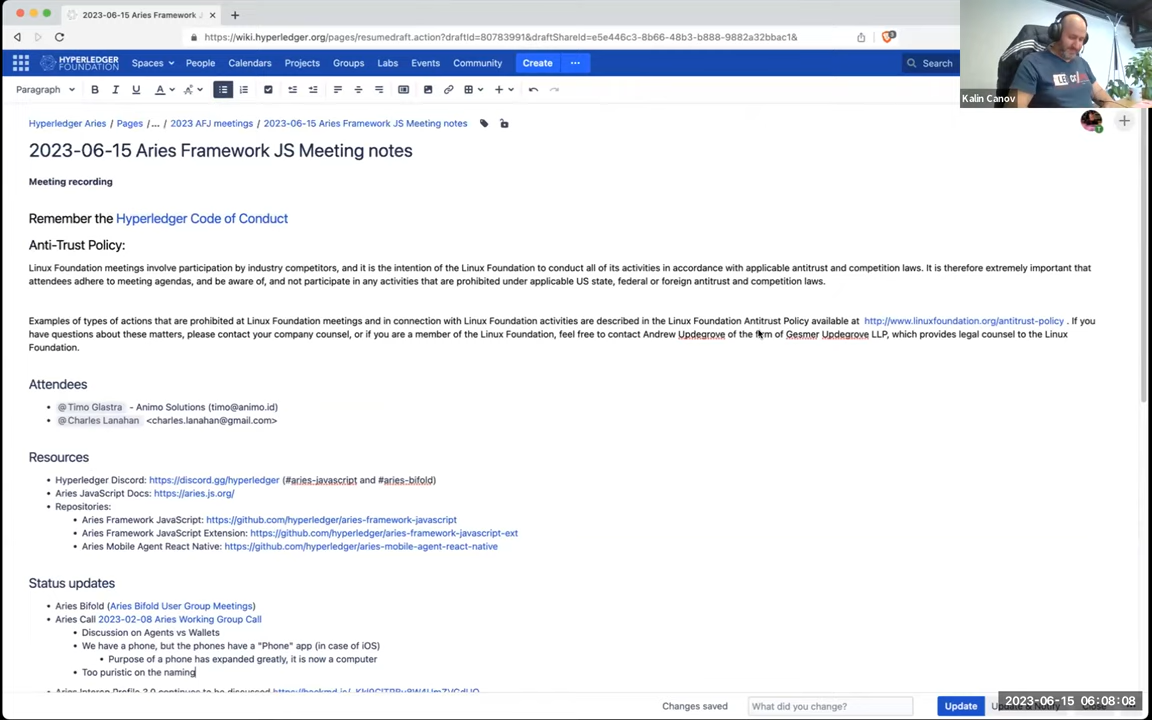 2023-06-15 Aries Framework J
https://wiki.hyperledger.org/pages/resumedraft.action?draftId=80783991&draftShareId=e5e446c3-8b66-48b3-b888-9882a32bbac1&
HYPERLEDGER FOUNDATION Spaces People Calendars Projects Groups Labs Events Community Create Search
Kalin Canov
Paragraph B I U A
Hyperledger Aries / Pages /... / 2023 AFJ meetings / 2023-06-15 Aries Framework JS Meeting notes
2023-06-15 Aries Framework JS Meeting notes
Meeting recording
Remember the Hyperledger Code of Conduct
Anti-Trust Policy:
Linux Foundation meetings involve participation by industry competitors, and it is the intention of the Linux Foundation to conduct all of its activities in accordance with applicable antitrust and competition laws. It is therefore extremely important that
attendees adhere to meeting agendas, and be aware of, and not participate in any activities that are prohibited under applicable US state, federal or foreign antitrust and competition laws.
Examples of types of actions that are prohibited at Linux Foundation meetings and in connection with Linux Foundation activities are described in the Linux Foundation Antitrust Policy available at http://www.linuxfoundation.org/antitrust-policy . If you
have questions about these matters, please contact your company counsel, or if you are a member of the Linux Foundation, feel free to contact Andrew Updegrove of the firm of Gesmer Updegrove LLP, which provides legal counsel to the Linux
Foundation.
Attendees
• @Timo Glastra - Animo Solutions (timo@animo.id)
• @Charles Lanahan <charles.lanahan@gmail.com>
Resources
• Hyperledger Discord: https://discord.gg/hyperledger (#aries-javascript and #aries-bifold)
• Aries JavaScript Docs: https://aries.js.org/
• Repositories:
• Aries Framework JavaScript: https://github.com/hyperledger/aries-framework-javascript
• Aries Framework JavaScript Extension: https://github.com/hyperledger/aries-framework-javascript-ext
• Aries Mobile Agent React Native: https://github.com/hyperledger/aries-mobile-agent-react-native
Status updates
• Aries Bifold (Aries Bifold User Group Meetings)
• Aries Call 2023-02-08 Aries Working Group Call
• Discussion on Agents vs Wallets
• We have a phone, but the phones have a "Phone" app (in case of iOS)
• Purpose of a phone has expanded greatly, it is now a computer
• Too puristic on the naming
• Aries Interop Profile 2.0 continues to be discussed
Changes saved What did you change? Update
2023-06-15 06:08:08